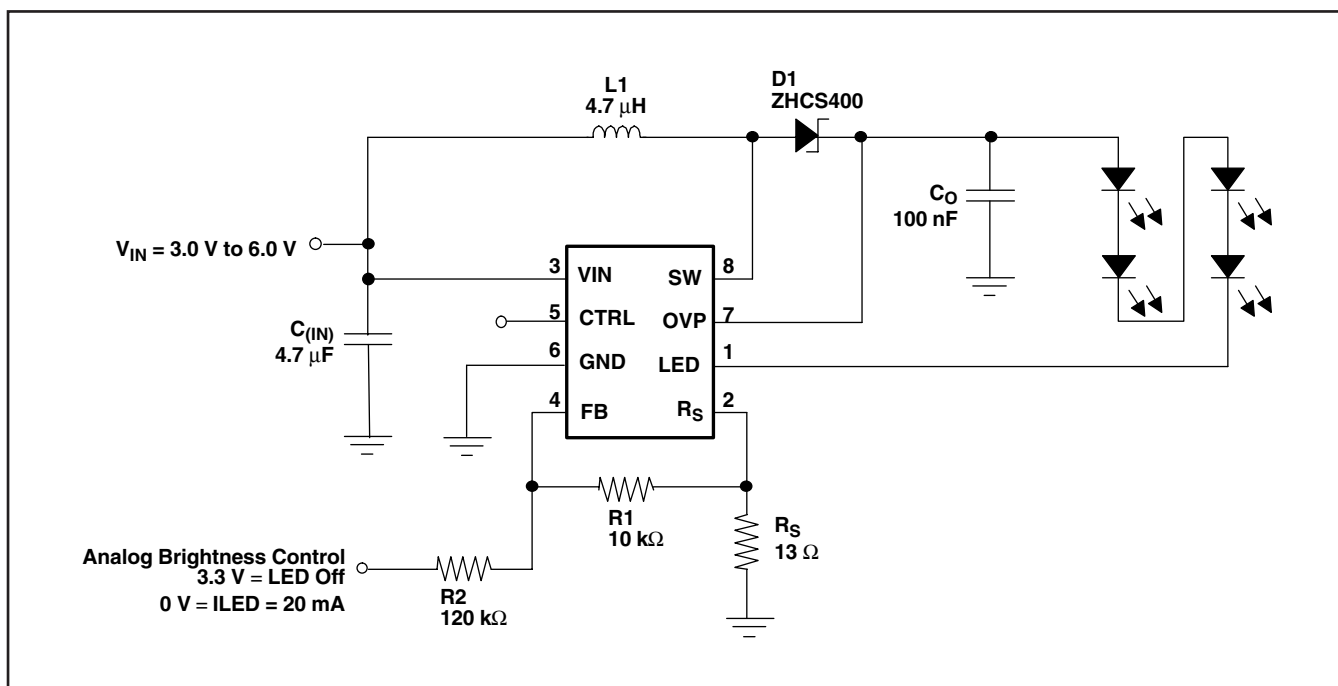 L1
4.7 μH
D1
ZHCS400
CO
100 nF
VIN = 3.0 V to 6.0 V
C(IN)
4.7 μF
3
VIN
SW
8
5
CTRL
OVP
7
6
GND
LED
1
4
FB
RS
2
R1
10 kΩ
RS
13 Ω
Analog Brightness Control
3.3 V = LED Off
0 V = ILED = 20 mA
R2
120 kΩ